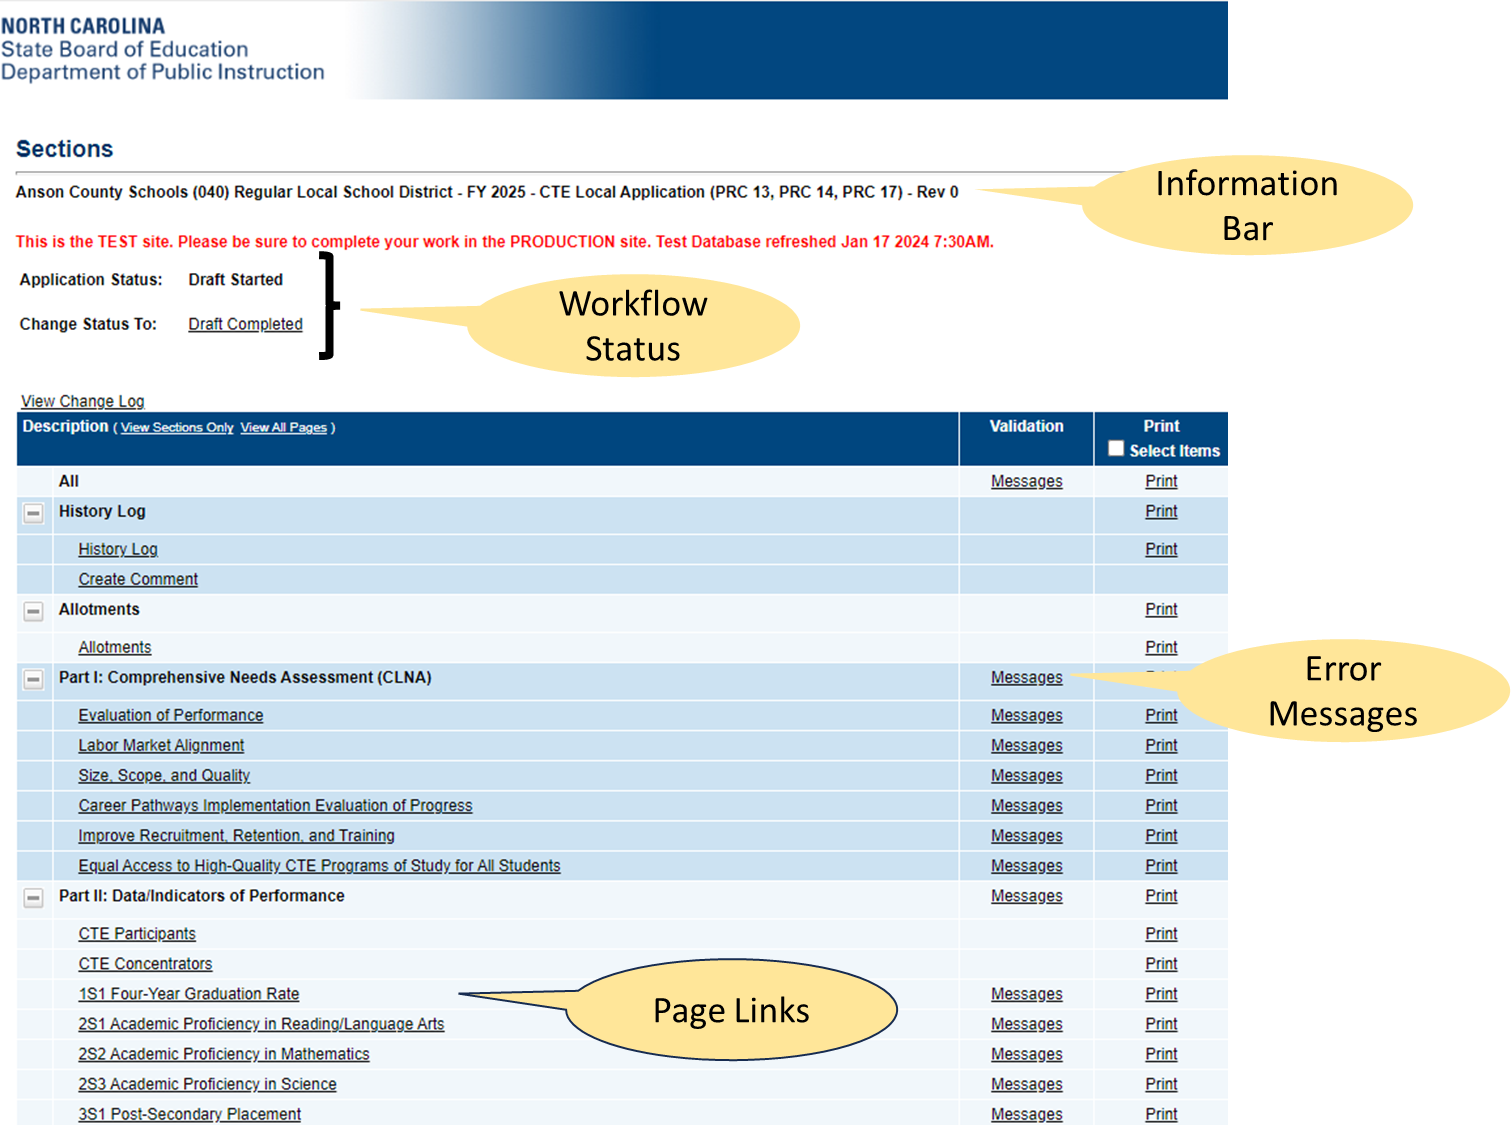 NORTH CAROLINA
State Board of Education
Department of Public Instruction
Sections
Anson County Schools (040) Regular Local School District - FY 2025 - CTE Local Application (PRC 13, PRC 14, PRC 17) - Rev 0
Information
Bar
This is the TEST site. Please be sure to complete your work in the PRODUCTION site. Test Database refreshed Jan 17 2024 7:30AM.
Application Status: Draft Started
Change Status To: Draft Completed
Workflow
Status
View Change Log
Description ( View Sections Only View All Pages ) Validation Print
Select Items
All Messages Print
History Log Print
History Log Print
Create Comment
Allotments Print
Allotments Print
Part I: Comprehensive Needs Assessment (CLNA) Messages
Error
Messages
Evaluation of Performance Messages Print
Labor Market Alignment Messages Print
Size, Scope, and Quality Messages Print
Career Pathways Implementation Evaluation of Progress Messages Print
Improve Recruitment, Retention, and Training Messages Print
Equal Access to High-Quality CTE Programs of Study for All Students Messages Print
Part II: Data/Indicators of Performance Messages Print
CTE Participants Print
CTE Concentrators Print
1S1 Four-Year Graduation Rate Messages Print
Page Links
2S1 Academic Proficiency in Reading/Language Arts Messages Print
2S2 Academic Proficiency in Mathematics Messages Print
2S3 Academic Proficiency in Science Messages Print
3S1 Post-Secondary Placement Messages Print